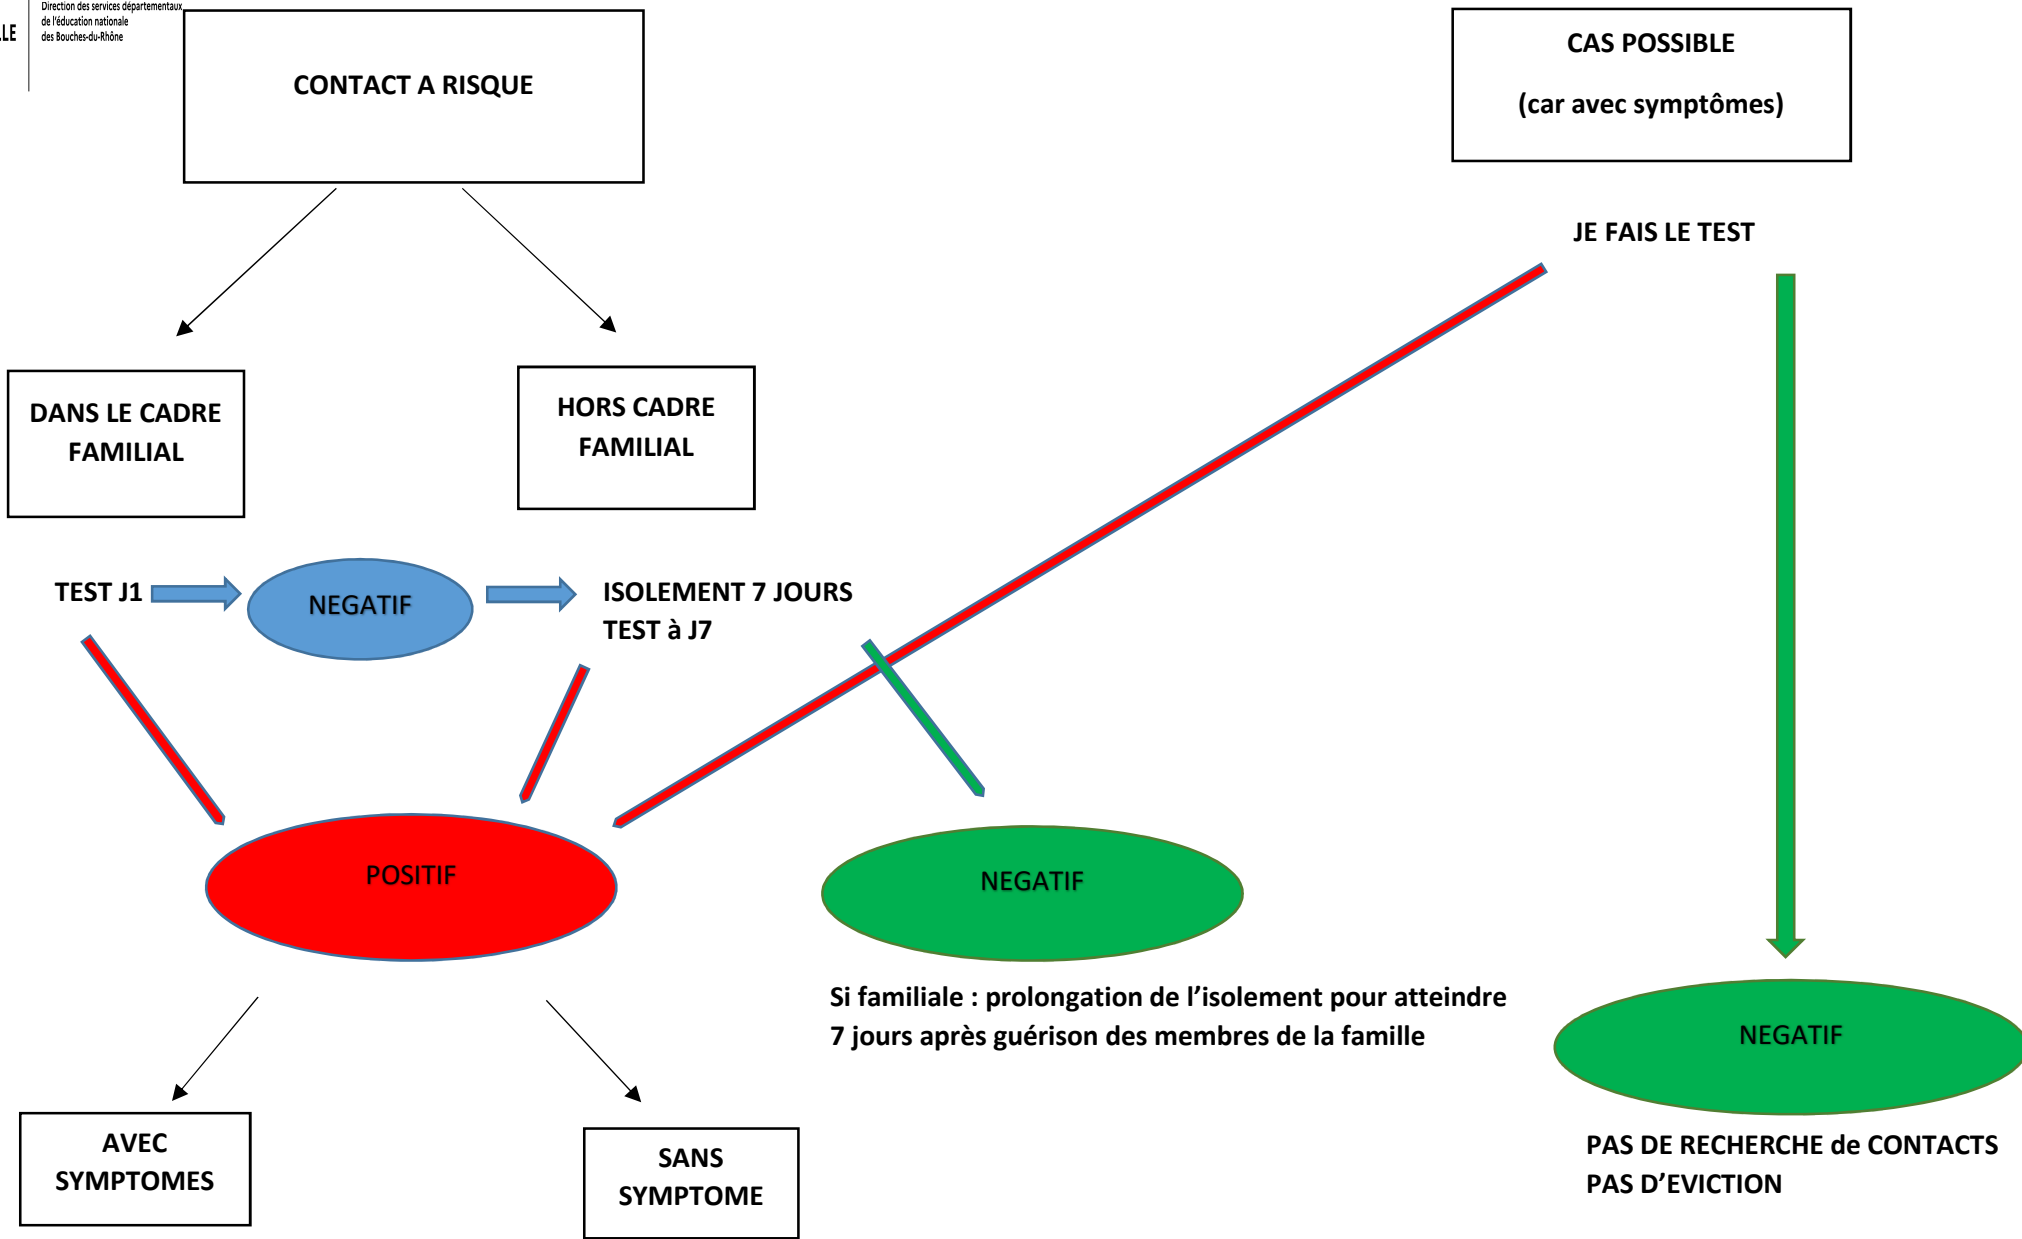 Direction des services départementaux
de l'éducation nationale
des Bouches-du-Rhône
CONTACT A RISQUE
CAS POSSIBLE
(car avec symptômes)
JE FAIS LE TEST
DANS LE CADRE
FAMILIAL
HORS CADRE
FAMILIAL
TEST J1
NEGATIF
ISOLEMENT 7 JOURS
TEST à J7
POSITIF
NEGATIF
Si familiale : prolongation de l’isolement pour atteindre
7 jours après guérison des membres de la famille
NEGATIF
PAS DE RECHERCHE de CONTACTS
PAS D’EVICTION
AVEC
SYMPTOMES
SANS
SYMPTOME